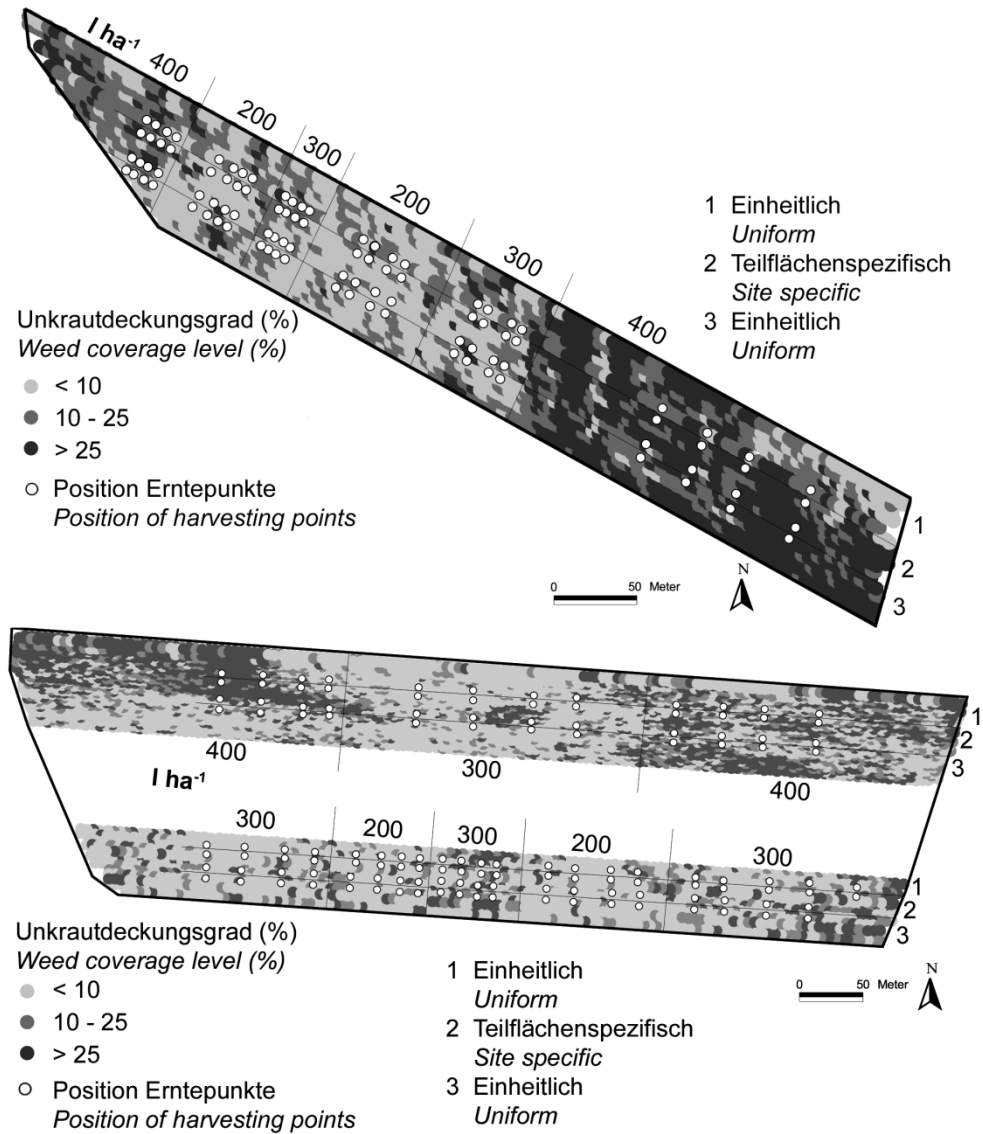 l ha-1
400
200
300
200
300
400
1 Einheitlich
Uniform
2 Teilflächenspezifisch
Site specific
3 Einheitlich
Uniform
Unkrautdeckungsgrad (%)
Weed coverage level (%)
< 10
10 - 25
> 25
Position Erntepunkte
Position of harvesting points
1
2
3
0 50 Meter
N
1
2
3
400
300
400
l ha-1
300
200
300
200
300
1
2
3
Unkrautdeckungsgrad (%)
Weed coverage level (%)
< 10
10 - 25
> 25
Position Erntepunkte
Position of harvesting points
1 Einheitlich
Uniform
2 Teilflächenspezifisch
Site specific
3 Einheitlich
Uniform
0 50 Meter
N